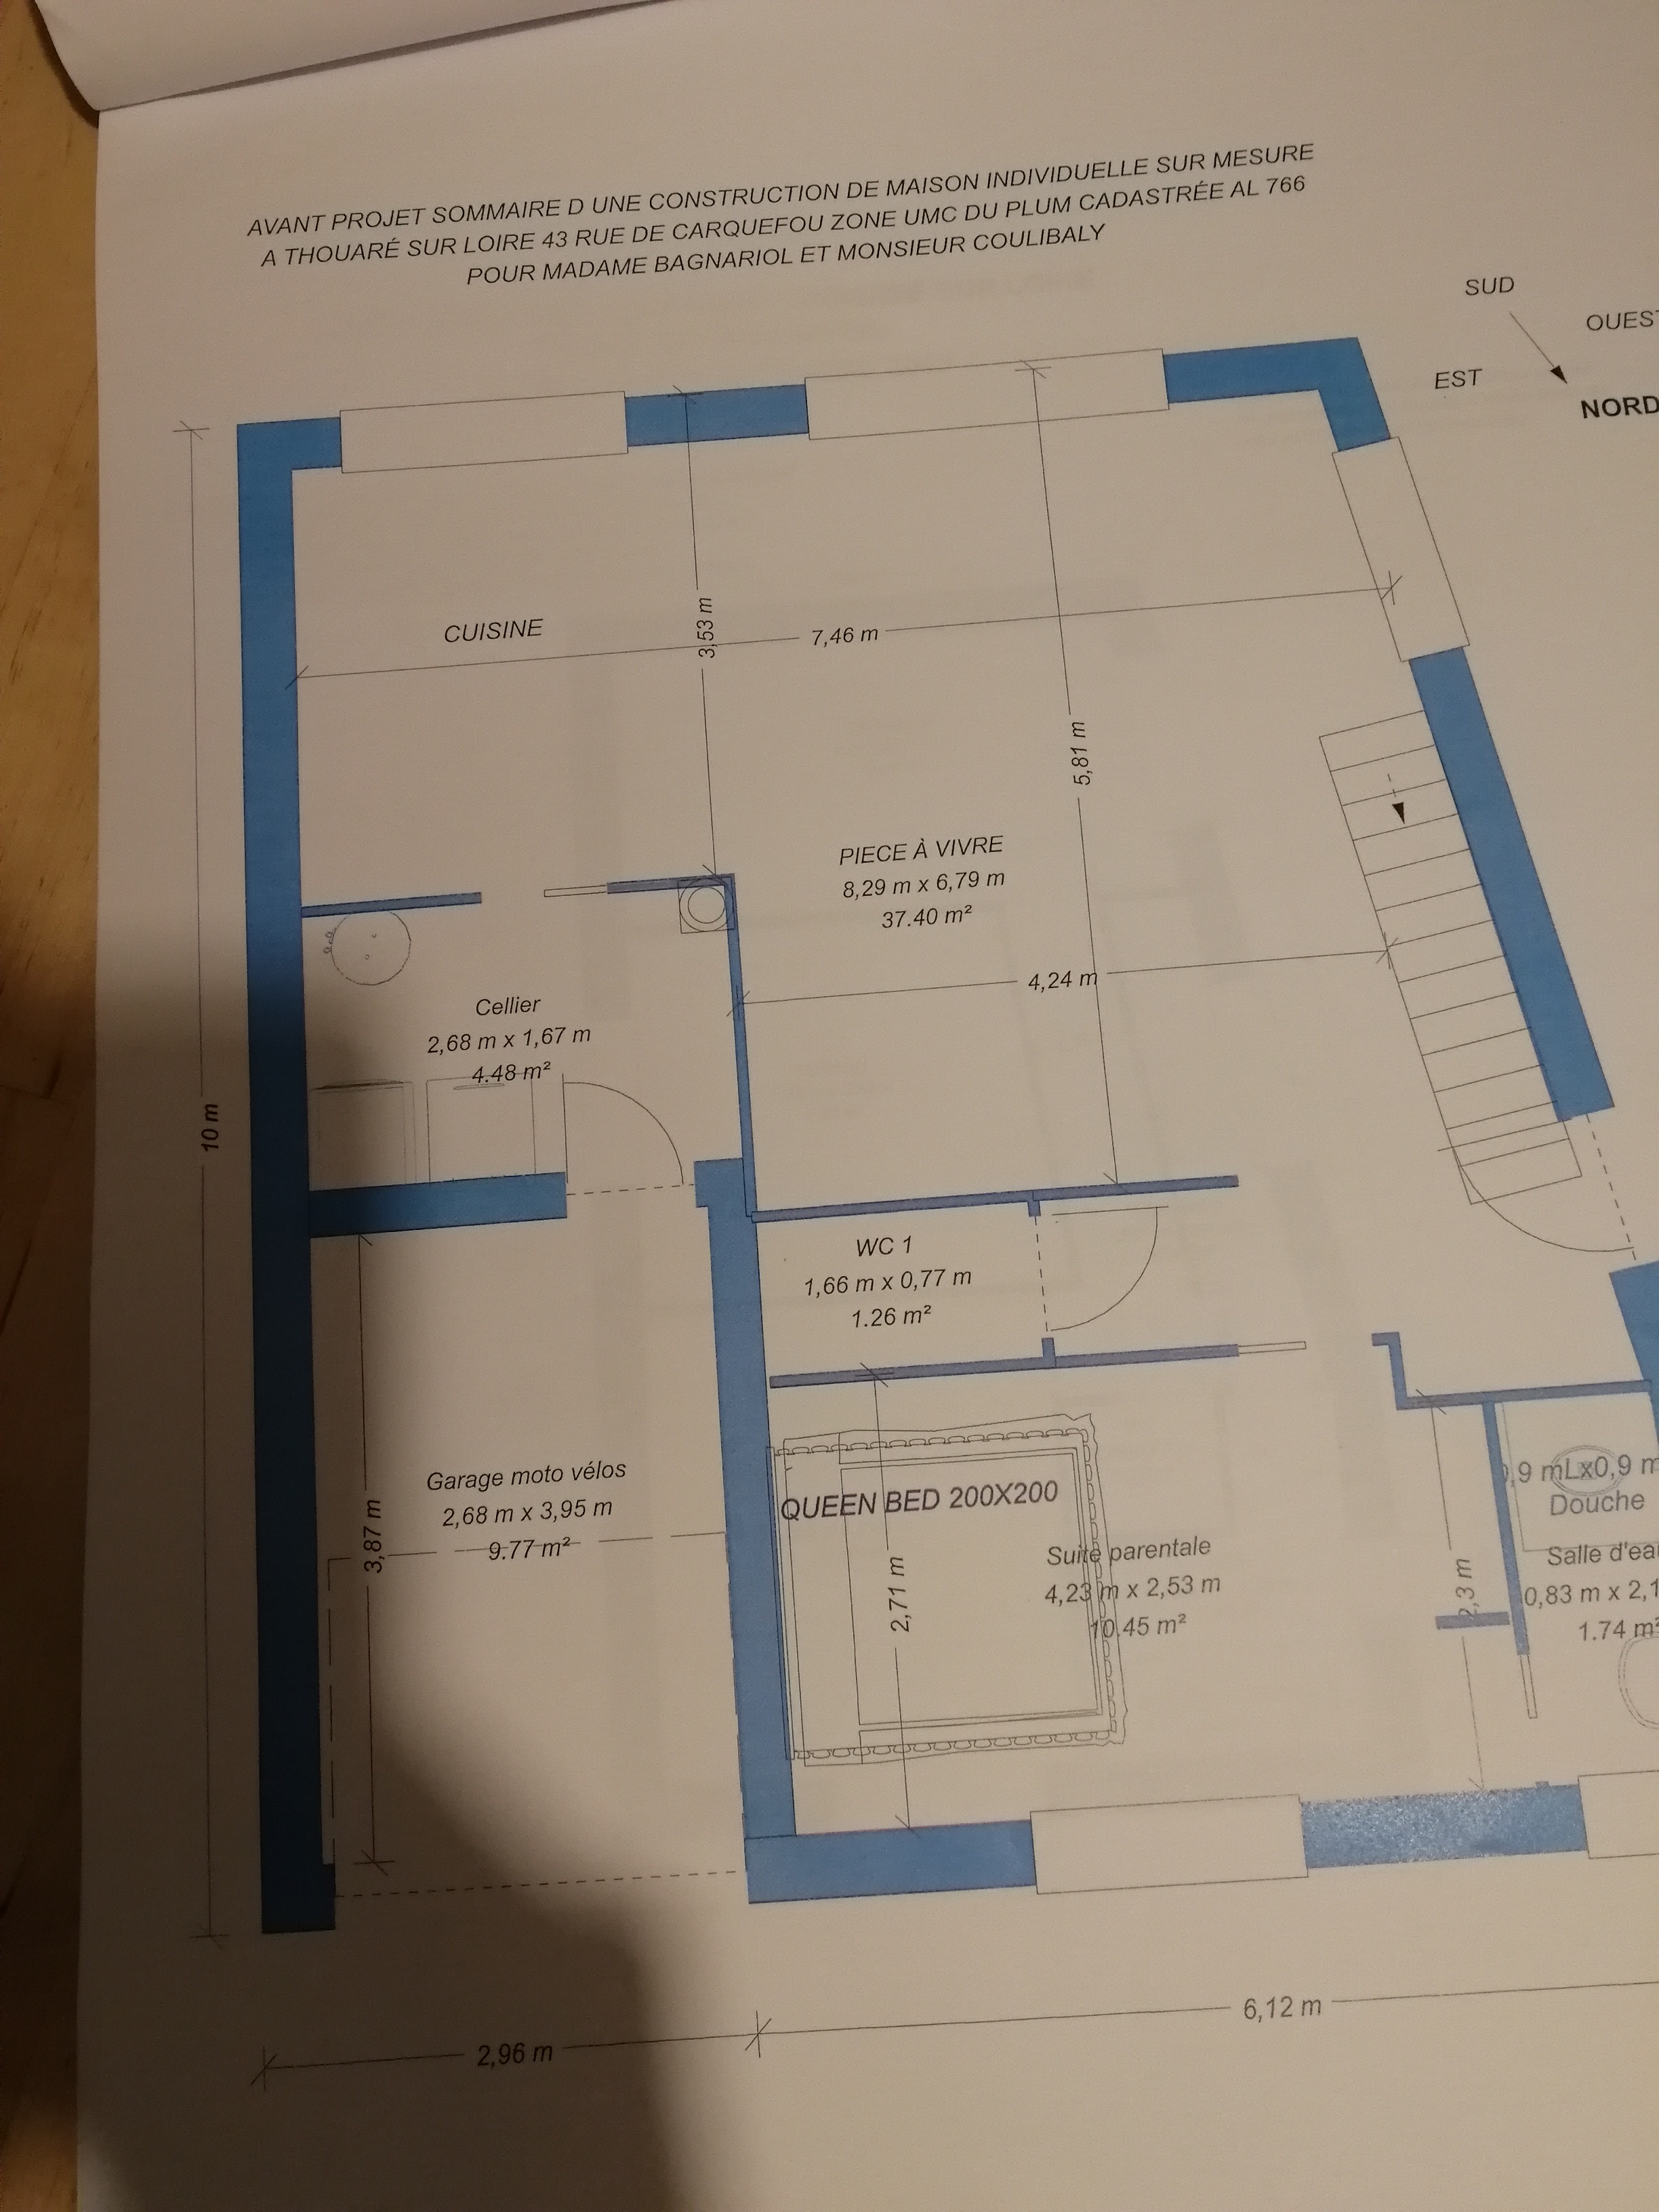 AVANT PROJET SOMMAIRE D UNE CONSTRUCTION DE MAISON INDIVIDUELLE SUR MESURE
A THOUARÉ SUR LOIRE 43 RUE DE CARQUEFOU ZONE UMC DU PLUM CADASTRÉE AL 766
POUR MADAME BAGNARIOL ET MONSIEUR COULIBALY
SUD
OUEST
EST
NORD
CUISINE
3,53 m
7,46 m
5,81 m
PIECE À VIVRE
8,29 m x 6,79 m
37.40 m²
4,24 m
Cellier
2,68 m x 1,67 m
4.48 m²
10 m
WC 1
1,66 m x 0,77 m
1.26 m²
Garage moto vélos
2,68 m x 3,95 m
9.77 m²
3,87 m
QUEEN BED 200X200
2,71 m
Suite parentale
4,23 m x 2,53 m
10.45 m²
2,3 m
0,9 mLx0,9 m
Douche
Salle d'eau
0,83 m x 2,1
1.74 m²
6,12 m
2,96 m